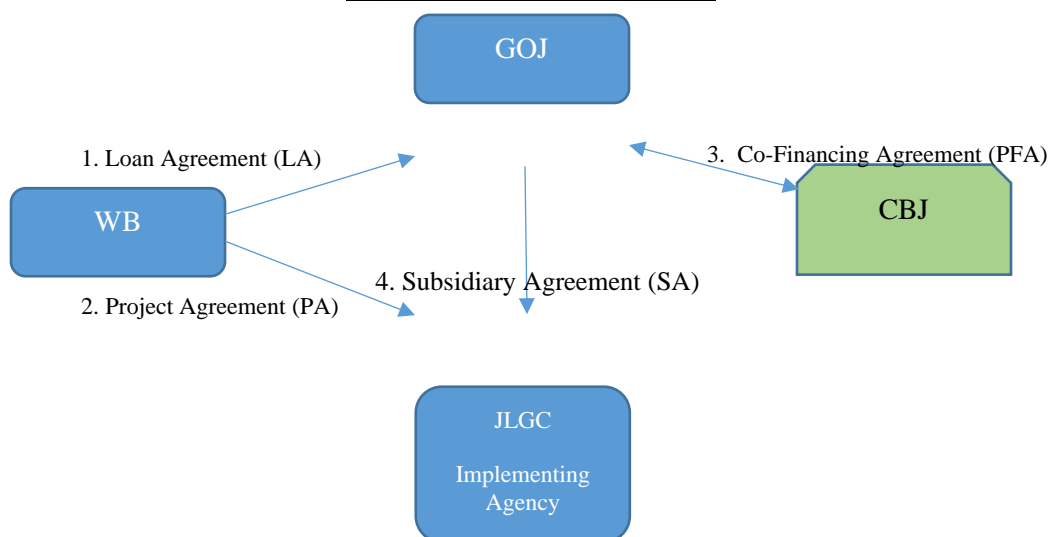 GOJ
1. Loan Agreement (LA)
3. Co-Financing Agreement (PFA)
WB
CBJ
4. Subsidiary Agreement (SA)
2. Project Agreement (PA)
JLGC
Implementing
Agency